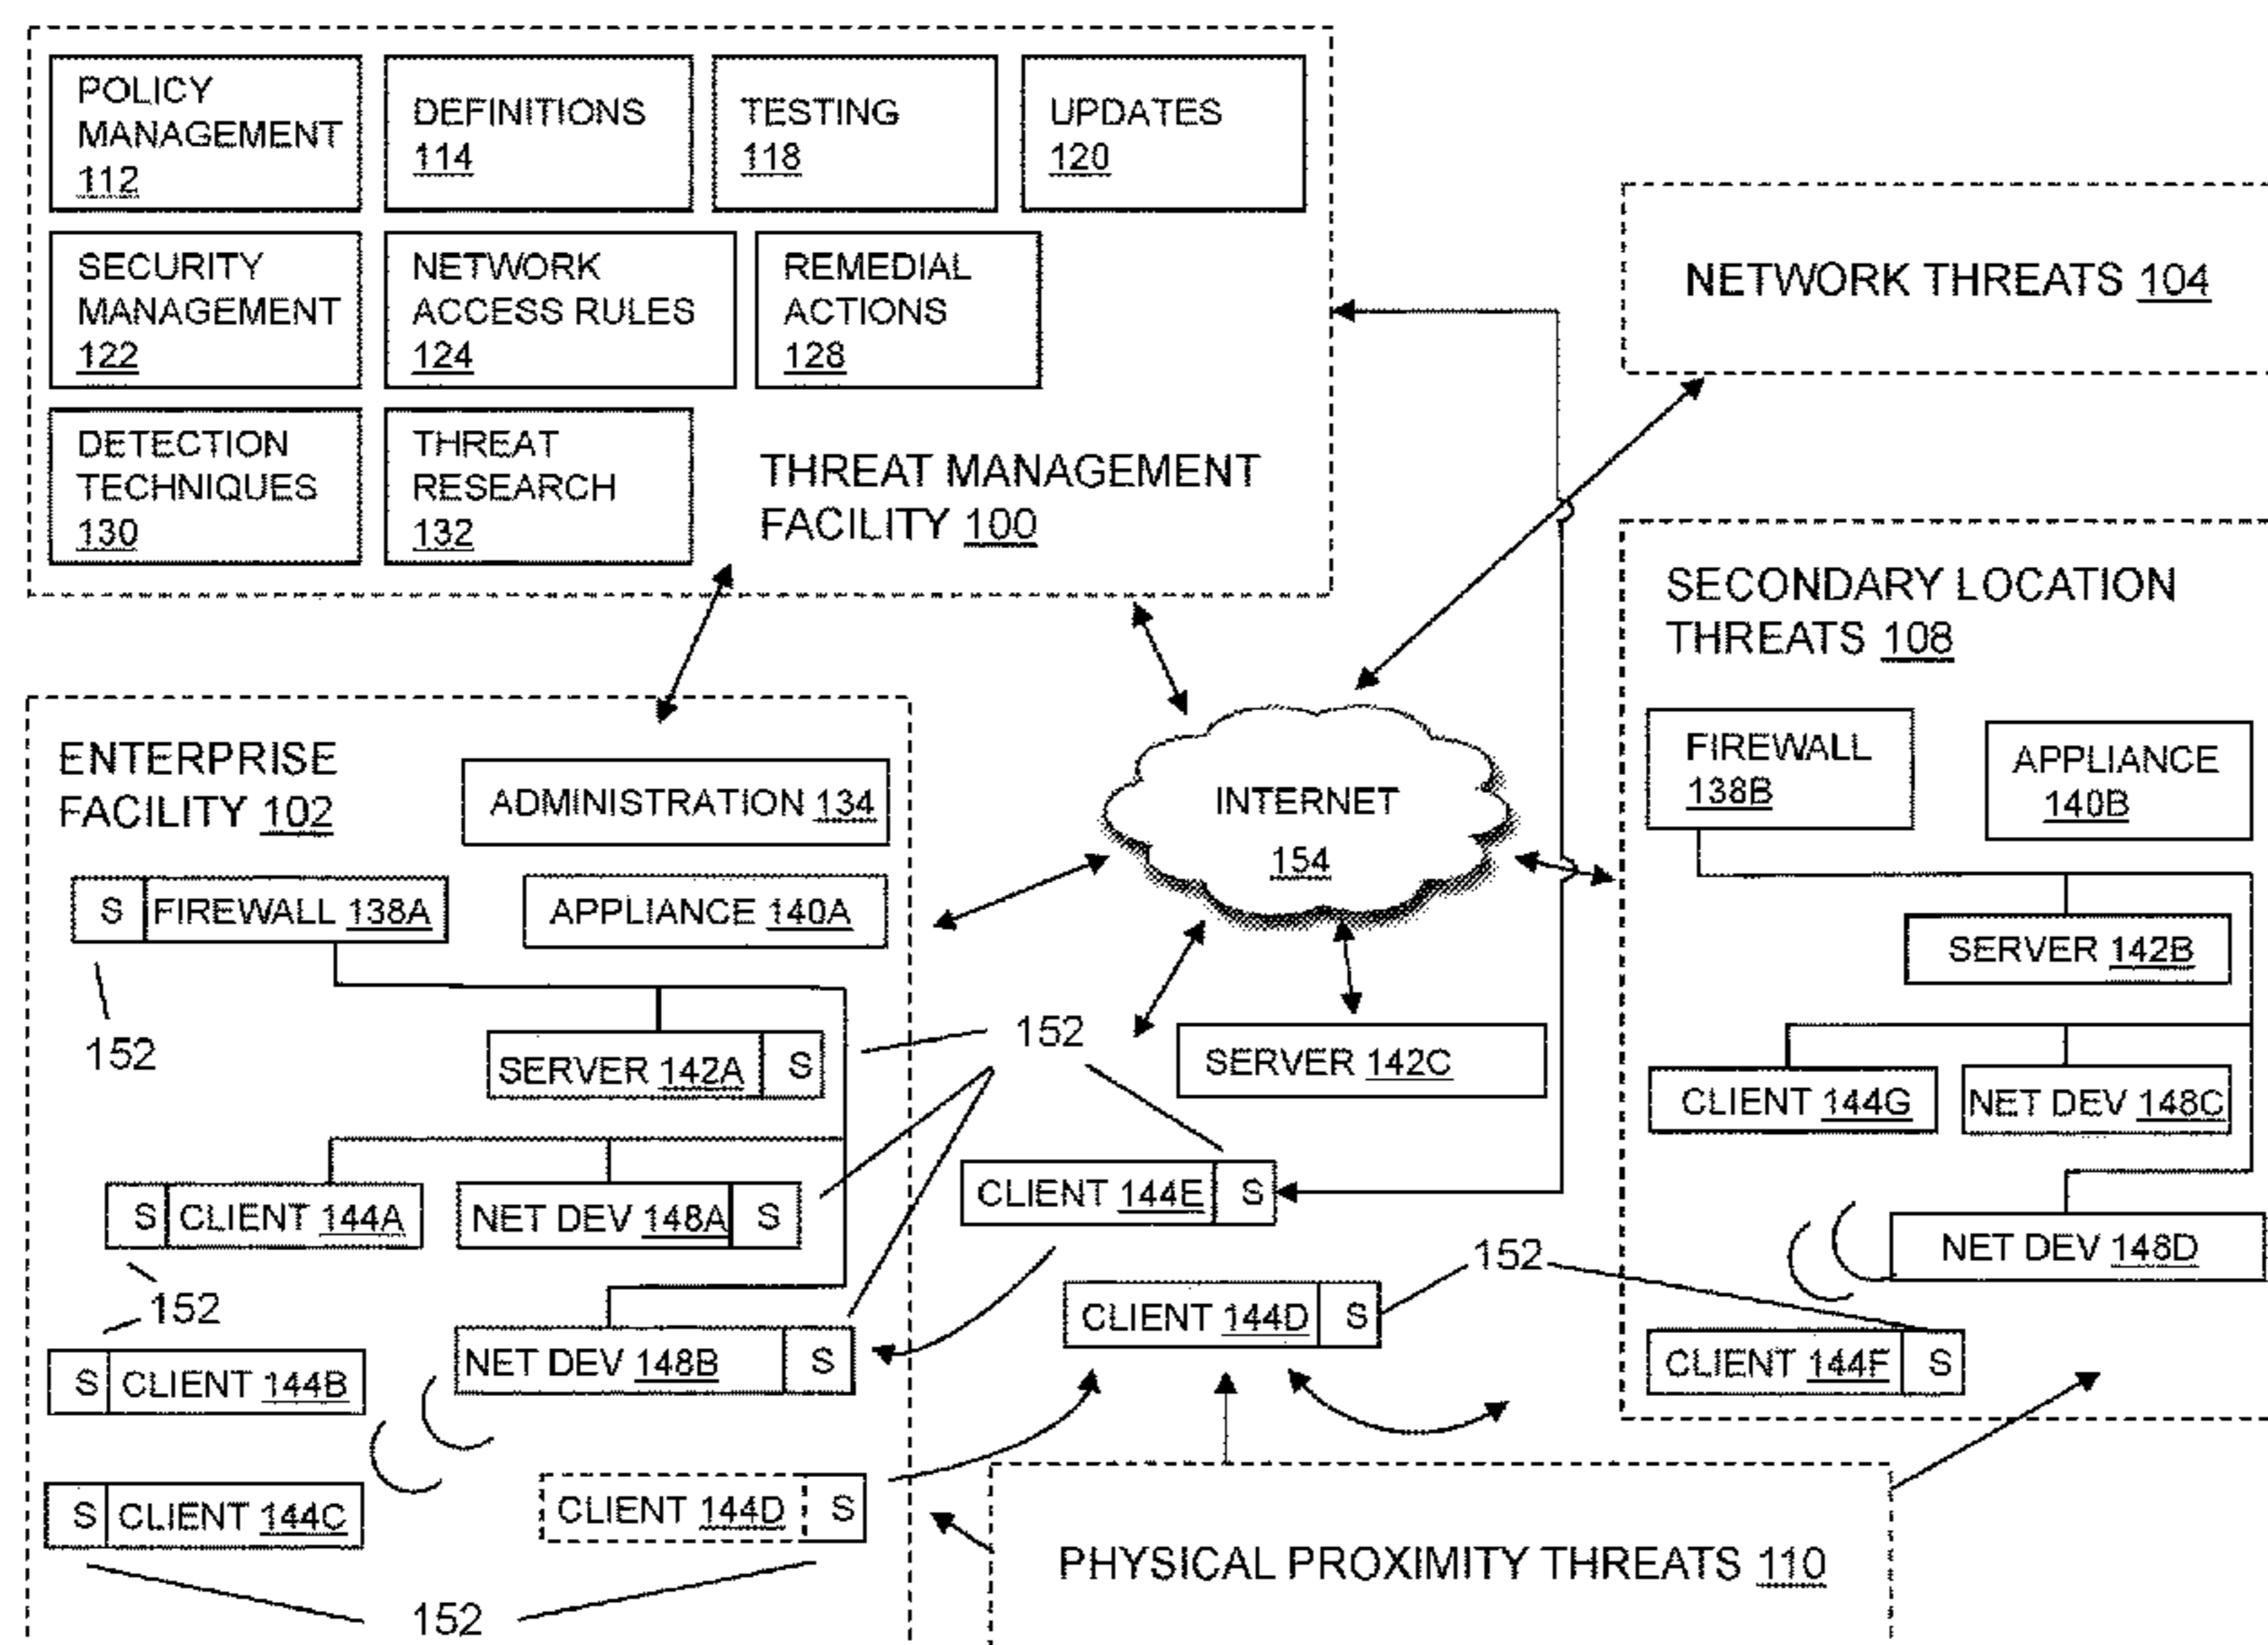 POLICY
MANAGEMENT
112
DEFINITIONS
114
TESTING
118
UPDATES
120
SECURITY
MANAGEMENT
122
NETWORK
ACCESS RULES
124
REMEDIAL
ACTIONS
128
DETECTION
TECHNIQUES
130
THREAT
RESEARCH
132
THREAT MANAGEMENT
FACILITY 100
NETWORK THREATS 104
SECONDARY LOCATION
THREATS 108
FIREWALL
138B
APPLIANCE
140B
SERVER 142B
CLIENT 144G
NET DEV 148C
NET DEV 148D
CLIENT 144F S
INTERNET
154
SERVER 142C
152
CLIENT 144E S
152
CLIENT 144D S
ENTERPRISE
FACILITY 102
ADMINISTRATION 134
S FIREWALL 138A
APPLIANCE 140A
152
SERVER 142A S
S CLIENT 144A
NET DEV 148A S
152
S CLIENT 144B
NET DEV 148B S
S CLIENT 144C
CLIENT 144D S
152
PHYSICAL PROXIMITY THREATS 110